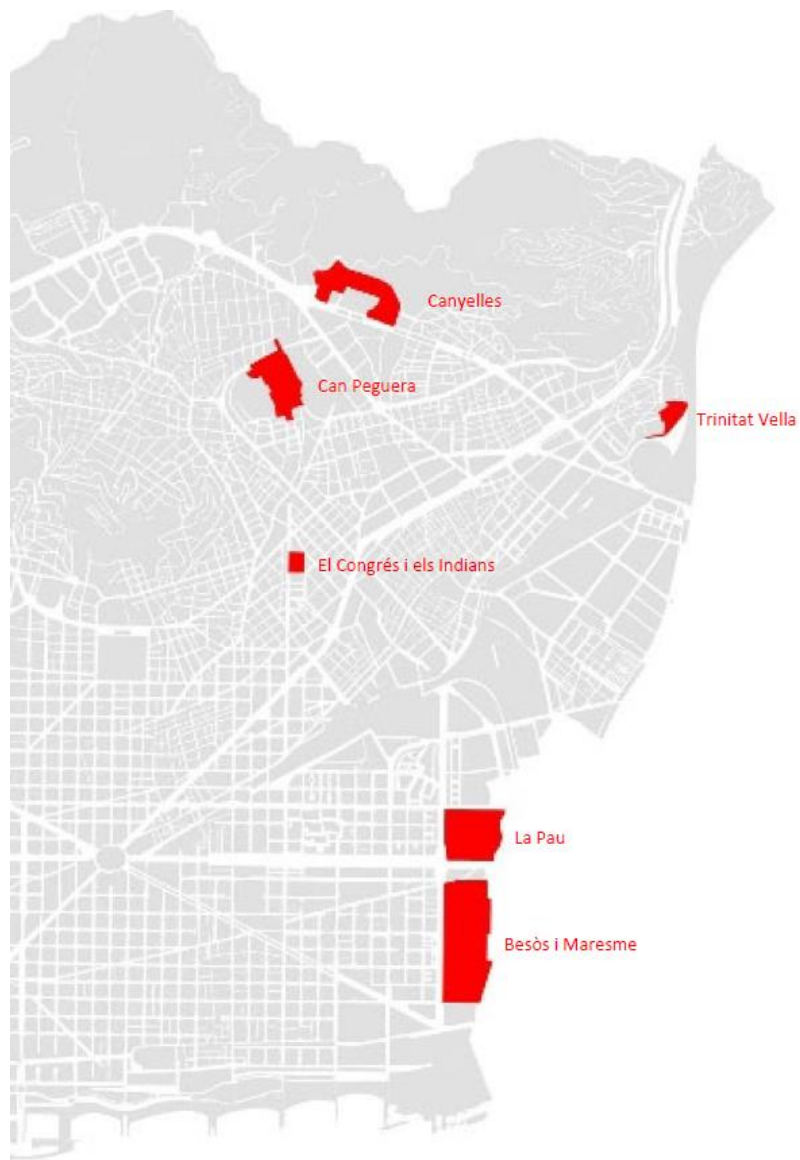 Canyelles
Can Peguera
Trinitat Vella
El Congrés i els Indians
La Pau
Besòs i Maresme